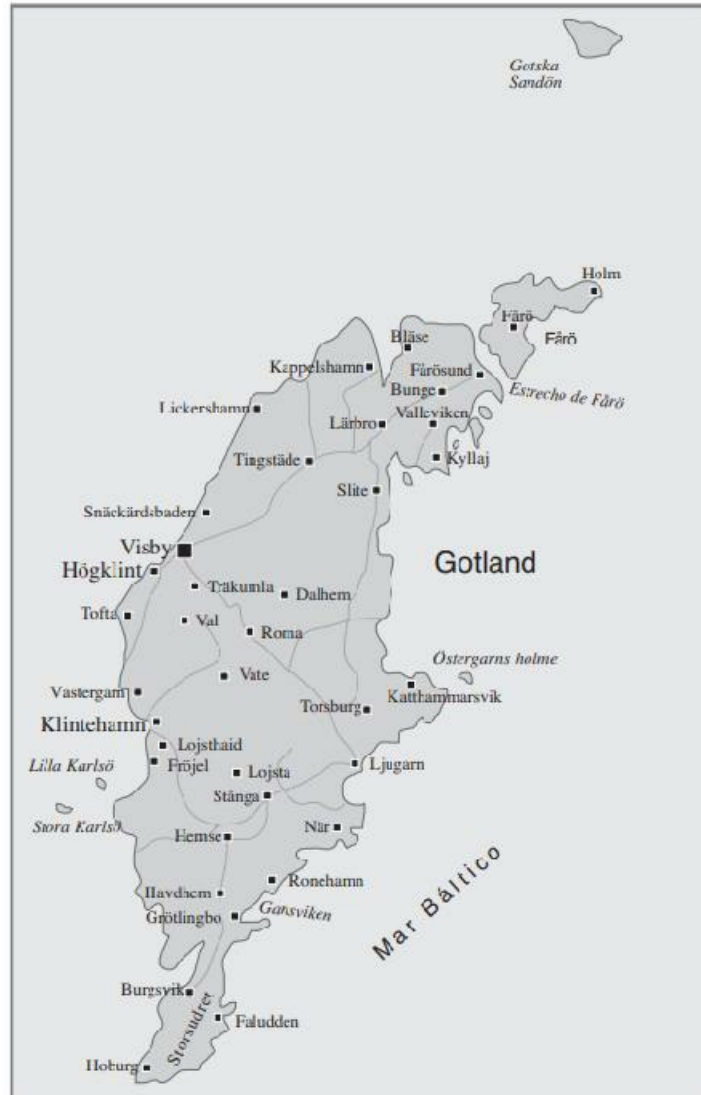 Gotska
Sandön
Holm
Fårö
Fårö
Bläse
Kappelshamn
Fårösund
Bunge
Estrecho de Fårö
Lickershamn
Valleviken
Lärbro
Tingstäde
Kyllaj
Slite
Snäckärdsbaden
Visby
Högklint
Gotland
Träkumla
Dalhem
Tofta
Val
Roma
Östergarns holme
Vate
Vastergam
Katthammarsvik
Torsburg
Klintehamn
Lojsthaid
Lilla Karlsö
Fröjel
Ljugarn
Lojsta
Stånga
Stora Karlsö
När
Hemse
Mar Báltico
Ronehamn
Havdhem
Gansviken
Grötlingbo
Burgsvik
Storsudret
Faludden
Hoburg